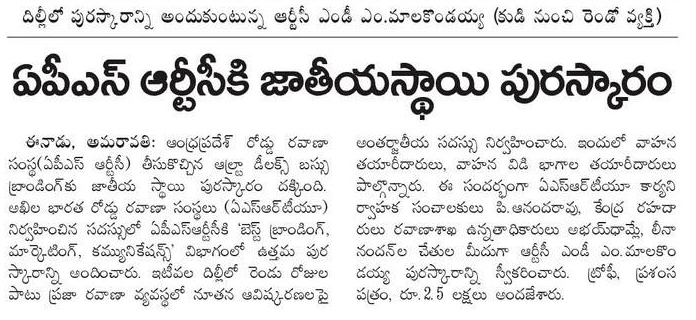 దిల్లీలో పురస్కారాన్ని అందుకుంటున్న ఆర్టీసీ ఎండీ ఎం.మాలకొండయ్య (కుడి నుంచి రెండో వ్యక్తి)
ఏపీఎస్ ఆర్టీసీకి జాతీయస్థాయి పురస్కారం
ఈనాడు, అమరావతి: ఆంధ్రప్రదేశ్ రోడ్డు రవాణా
సంస్థ(ఏపీఎస్ ఆర్టీసీ) తీసుకొచ్చిన ఆల్ట్రా డీలక్స్ బస్సు
బ్రాండింగ్‌కు జాతీయ స్థాయి పురస్కారం దక్కింది.
అఖిల భారత రోడ్డు రవాణా సంస్థలు (ఏఎస్ఆర్‌టీయూ)
నిర్వహించిన సదస్సులో ఏపీఎస్ఆర్‌టీసీకి ‘బెస్ట్ బ్రాండింగ్,
మార్కెటింగ్, కమ్యునికేషన్స్’ విభాగంలో ఉత్తమ పుర
స్కారాన్ని అందించారు. ఇటీవల దిల్లీలో రెండు రోజుల
పాటు ప్రజా రవాణా వ్యవస్థలో నూతన ఆవిష్కరణలపై
అంతర్జాతీయ సదస్సు నిర్వహించారు. ఇందులో వాహన
తయారీదారులు, వాహన విడి భాగాల తయారీదారులు
పాల్గొన్నారు. ఈ సందర్భంగా ఏఎస్ఆర్‌టీయూ కార్యని
ర్వాహక సంచాలకులు పి.ఆనందరావు, కేంద్ర రహదా
రులు రవాణాశాఖ ఉన్నతాధికారులు అభయ్‌ధామ్లే, లీనా
నందన్‌ల చేతుల మీదుగా ఆర్టీసీ ఎండీ ఎం.మాలకొం
డయ్య పురస్కారాన్ని స్వీకరించారు. ట్రోఫీ, ప్రశంస
పత్రం, రూ.2.5 లక్షలు అందజేశారు.